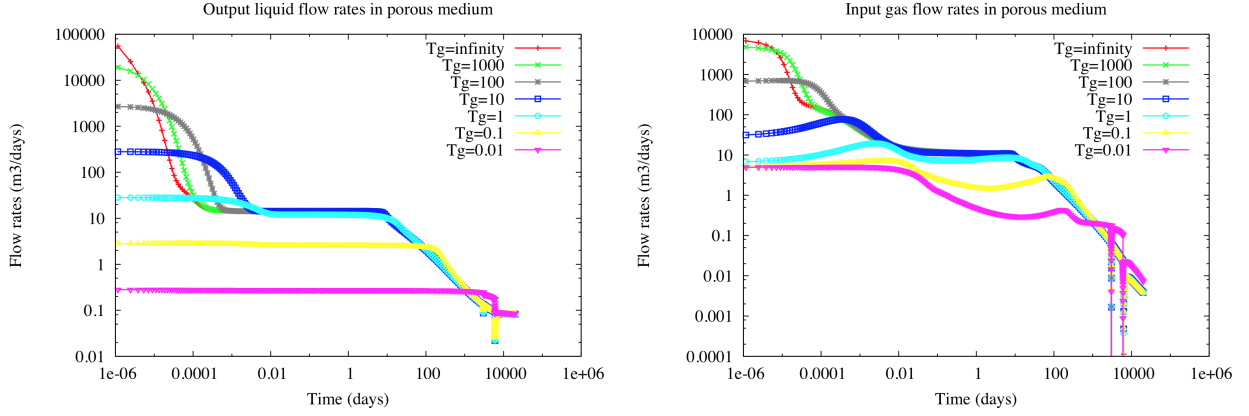 Output liquid flow rates in porous medium
100000
10000
1000
100
10
1
0.1
0.01
1e-06
0.0001
0.01
1
100
10000
1e+06
Flow rates (m3/days)
Time (days)
Tg=infinity
Tg=1000
Tg=100
Tg=10
Tg=1
Tg=0.1
Tg=0.01
Input gas flow rates in porous medium
10000
1000
100
10
1
0.1
0.01
0.001
0.0001
1e-06
0.0001
0.01
1
100
10000
1e+06
Flow rates (m3/days)
Time (days)
Tg=infinity
Tg=1000
Tg=100
Tg=10
Tg=1
Tg=0.1
Tg=0.01